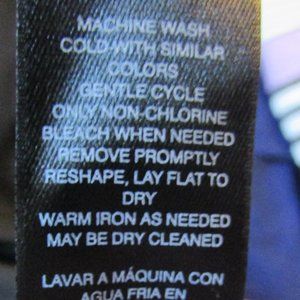 MACHINE WASH
COLD WITH SIMILAR
COLORS
GENTLE CYCLE
ONLY NON-CHLORINE
BLEACH WHEN NEEDED
REMOVE PROMPTLY
RESHAPE, LAY FLAT TO
DRY
WARM IRON AS NEEDED
MAY BE DRY CLEANED
LAVAR A MÁQUINA CON
AGUA FRIA EN